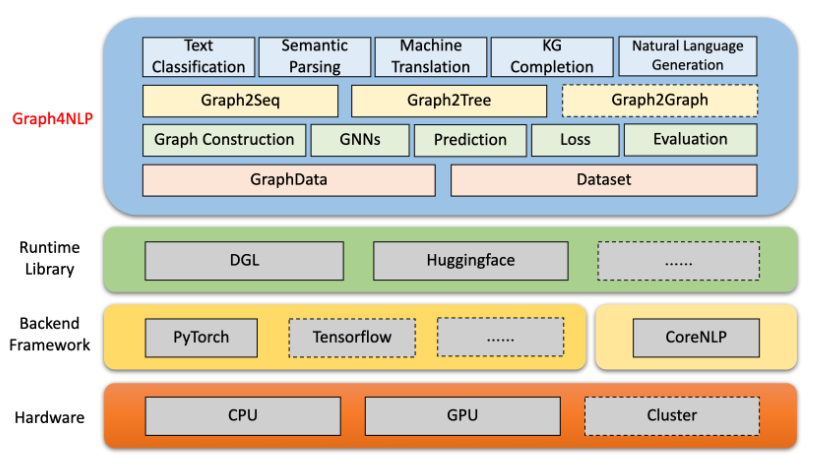 Text
Classification
Semantic
Parsing
Machine
Translation
KG
Completion
Natural Language
Generation
Graph4NLP
Graph2Seq
Graph2Tree
Graph2Graph
Graph Construction
GNNs
Prediction
Loss
Evaluation
GraphData
Dataset
Runtime
Library
DGL
Huggingface
......
Backend
Framework
PyTorch
Tensorflow
......
CoreNLP
Hardware
CPU
GPU
Cluster